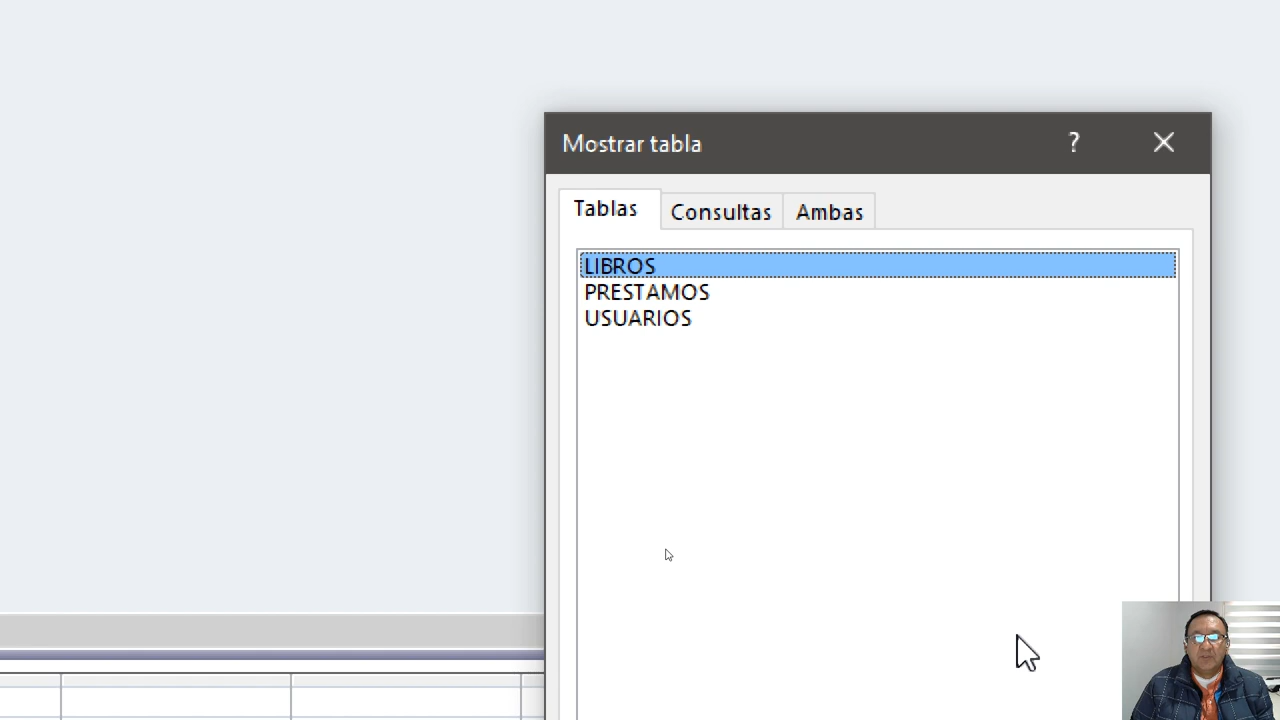 Mostrar tabla ?
Tablas Consultas Ambas
LIBROS
PRESTAMOS
USUARIOS